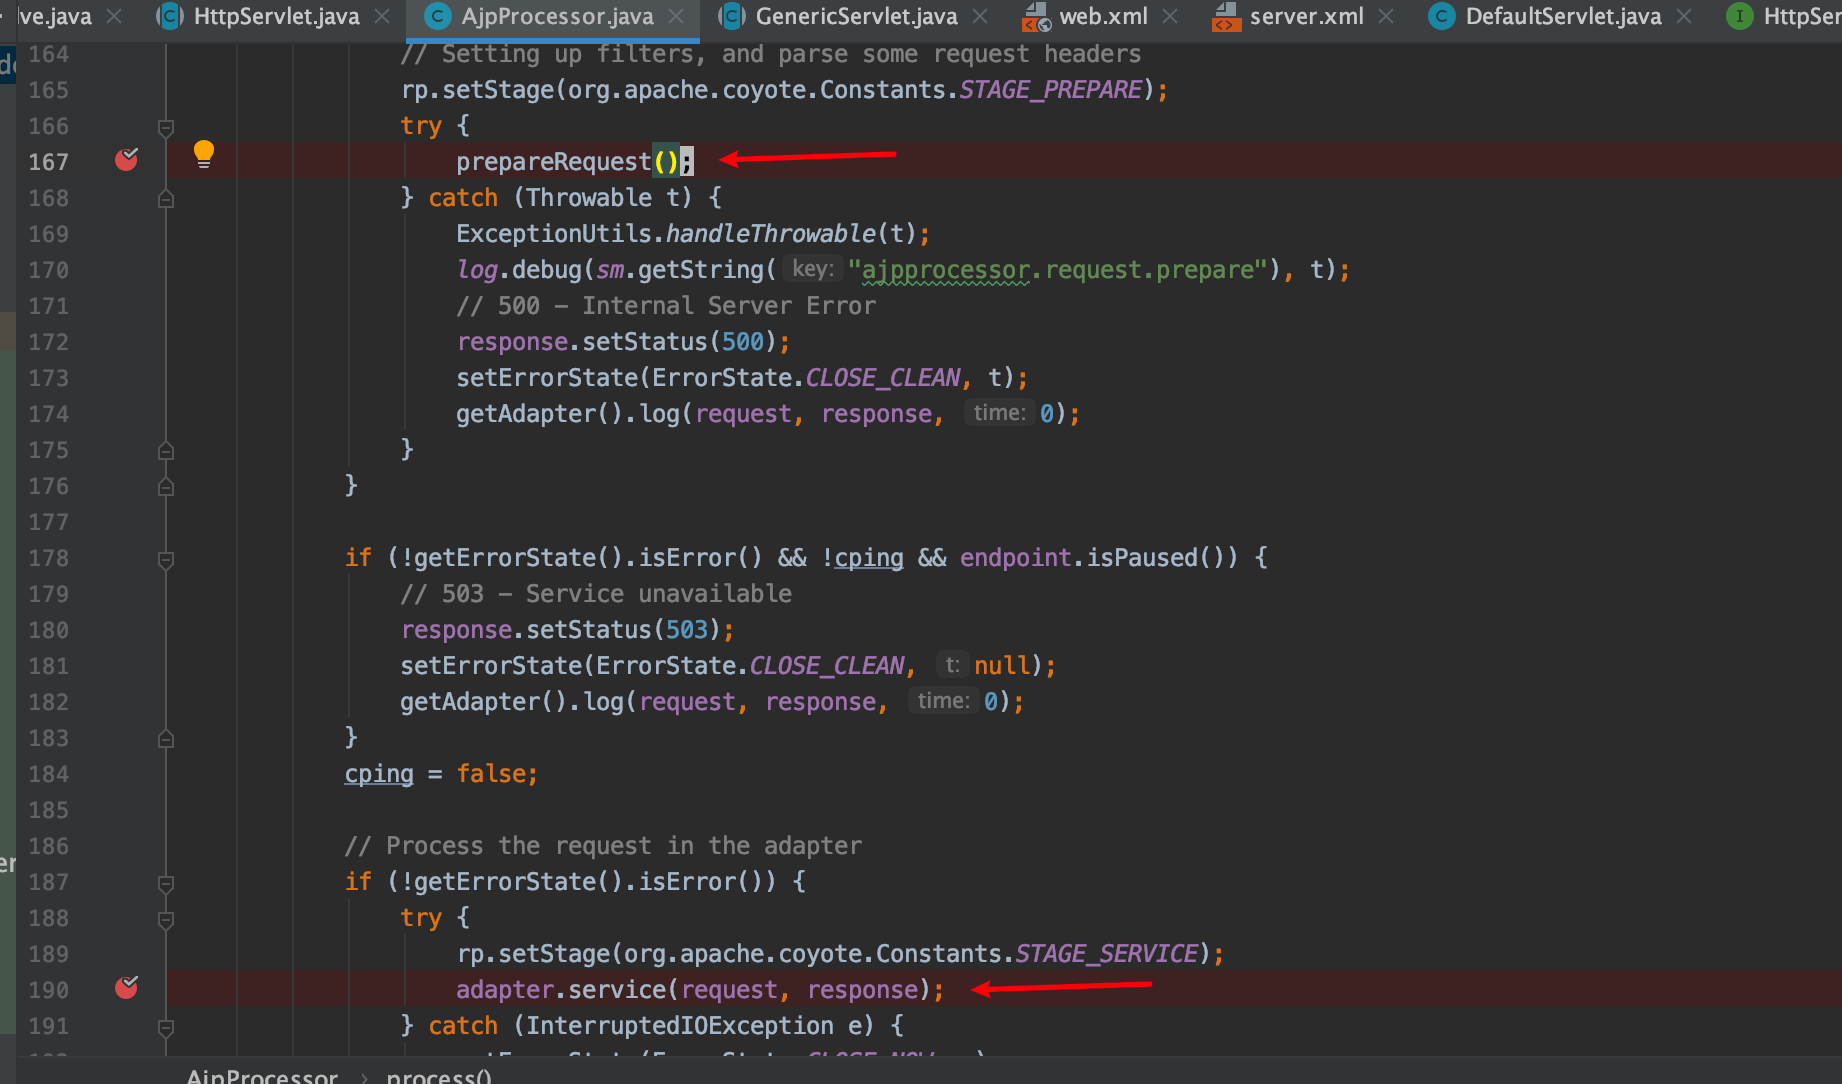 lve.java HttpServlet.java AjpProcessor.java GenericServlet.java web.xml server.xml DefaultServlet.java HttpSer
164 // Setting up filters, and parse some request headers
165 rp.setStage(org.apache.coyote.Constants.STAGE_PREPARE);
166 try {
167 prepareRequest();
168 } catch (Throwable t) {
169 ExceptionUtils.handleThrowable(t);
170 log.debug(sm.getString( key: "ajpprocessor.request.prepare"), t);
171 // 500 - Internal Server Error
172 response.setStatus(500);
173 setErrorState(ErrorState.CLOSE_CLEAN, t);
174 getAdapter().log(request, response, time: 0);
175 }
176 }
177
178 if (!getErrorState().isError() && !cping && endpoint.isPaused()) {
179 // 503 - Service unavailable
180 response.setStatus(503);
181 setErrorState(ErrorState.CLOSE_CLEAN, t: null);
182 getAdapter().log(request, response, time: 0);
183 }
184 cping = false;
185
186 // Process the request in the adapter
187 if (!getErrorState().isError()) {
188 try {
189 rp.setStage(org.apache.coyote.Constants.STAGE_SERVICE);
190 adapter.service(request, response);
191 } catch (InterruptedIOException e) {
AjpProcessor › process()